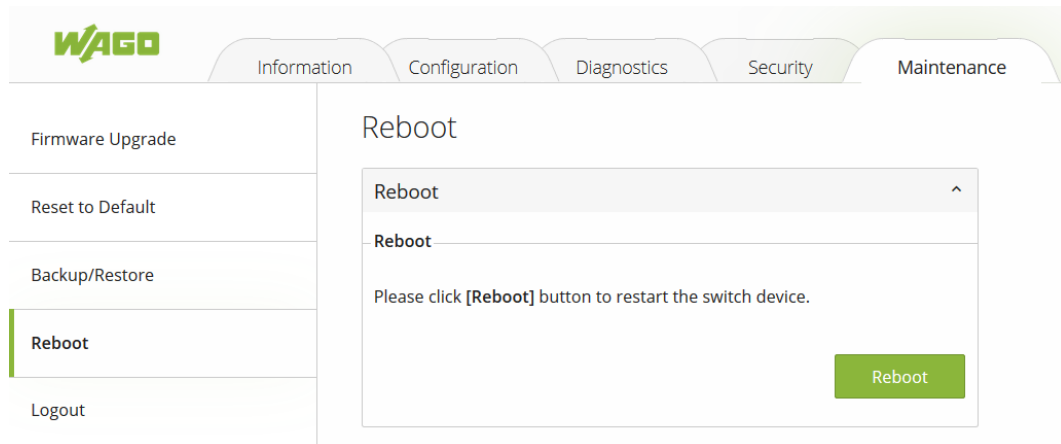 WAGO
Information
Configuration
Diagnostics
Security
Maintenance
Firmware Upgrade
Reset to Default
Backup/Restore
Reboot
Logout
Reboot
Reboot
Reboot
Please click [Reboot] button to restart the switch device.
Reboot